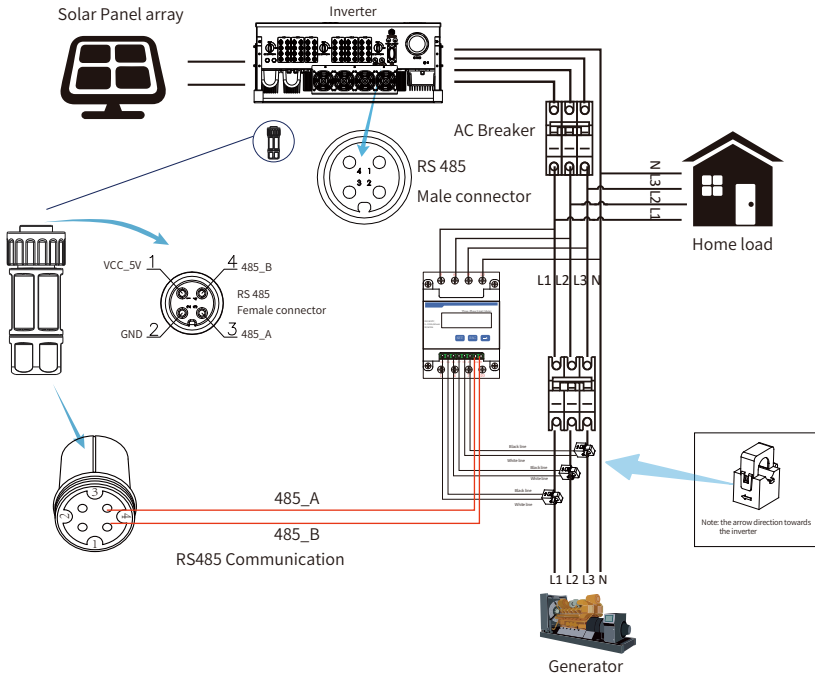 Solar Panel array
Inverter
AC Breaker
RS 485
Male connector
4 1
3 2
N
L3
L2
L1
Home load
VCC_5V 1
4 485_B
RS 485
Female connector
GND 2
3 485_A
L1 L2 L3 N
Black line
White line
Black line
White line
Black line
White line
3
2
1
485_A
485_B
RS485 Communication
Note: the arrow direction towards
the inverter
L1 L2 L3 N
Generator